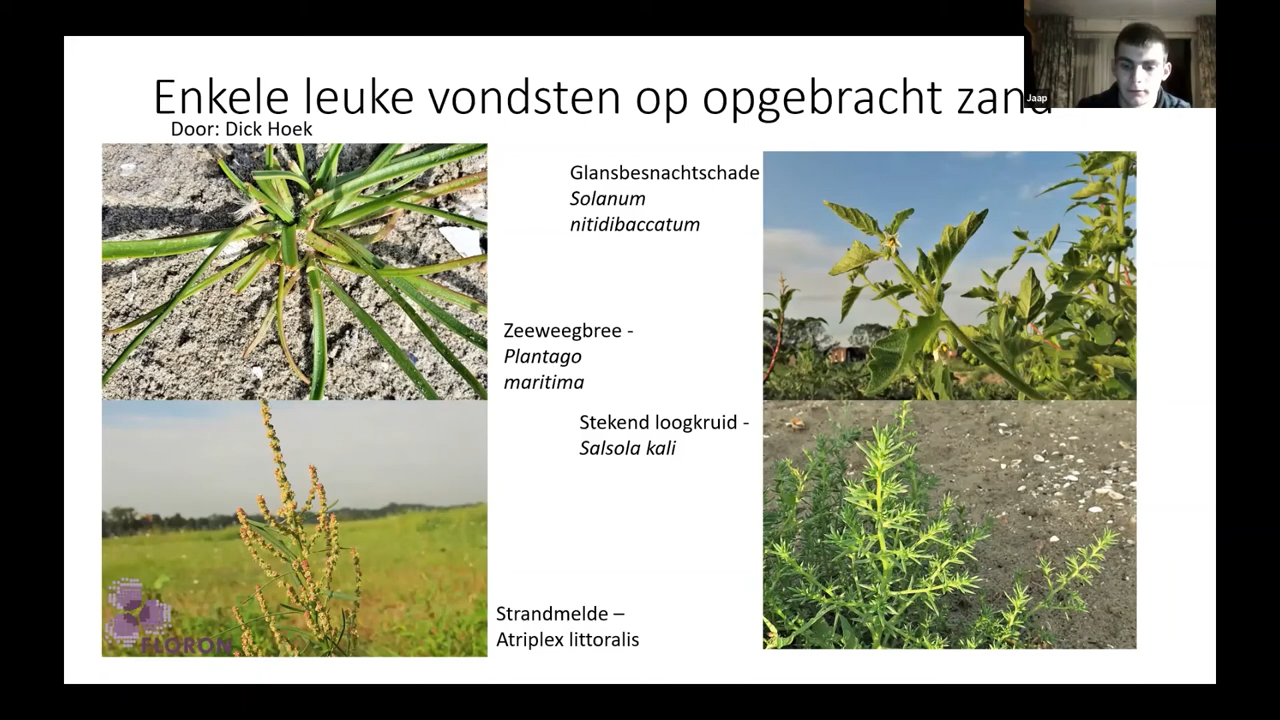 Enkele leuke vondsten op opgebracht zand
Jaap
Door: Dick Hoek
Glansbesnachtschade
Solanum
nitidibaccatum
Zeeweegbree -
Plantago
maritima
Stekend loogkruid -
Salsola kali
Strandmelde –
Atriplex littoralis
FLORON